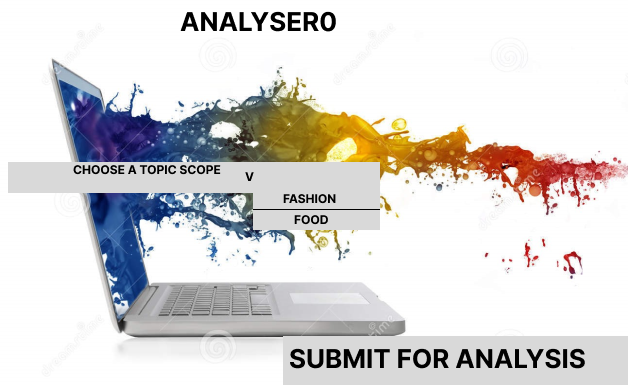 ANALYSER0
CHOOSE A TOPIC SCOPE
V
FASHION
FOOD
SUBMIT FOR ANALYSIS